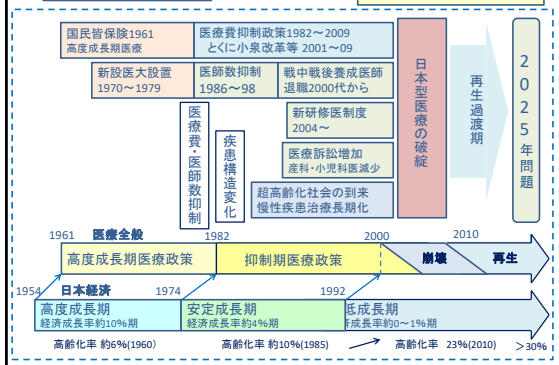 国民皆保険1961
高度成長期医療
医療費抑制政策1982～2009
とくに小泉改革等 2001～09
新設医大設置
1970～1979
医師数抑制
1986～98
戦中戦後養成医師
退職2000代から
新研修医制度
2004～
医療訴訟増加
産科・小児科医減少
超高齢化社会の到来
慢性疾患治療長期化
医療費・医師数抑制
疾患構造変化
日本型医療の破綻
再生過渡期
2025年問題
1961
医療全般
1982
2000
2010
高度成長期医療政策
抑制期医療政策
崩壊
再生
1954
日本経済
1974
1992
高度成長期
経済成長率約10%期
安定成長期
経済成長率約4%期
低成長期
経済成長率約0～1%期
高齢化率 約6%(1960)
高齢化率 約10%(1985)
高齢化率 23%(2010)
＞30%